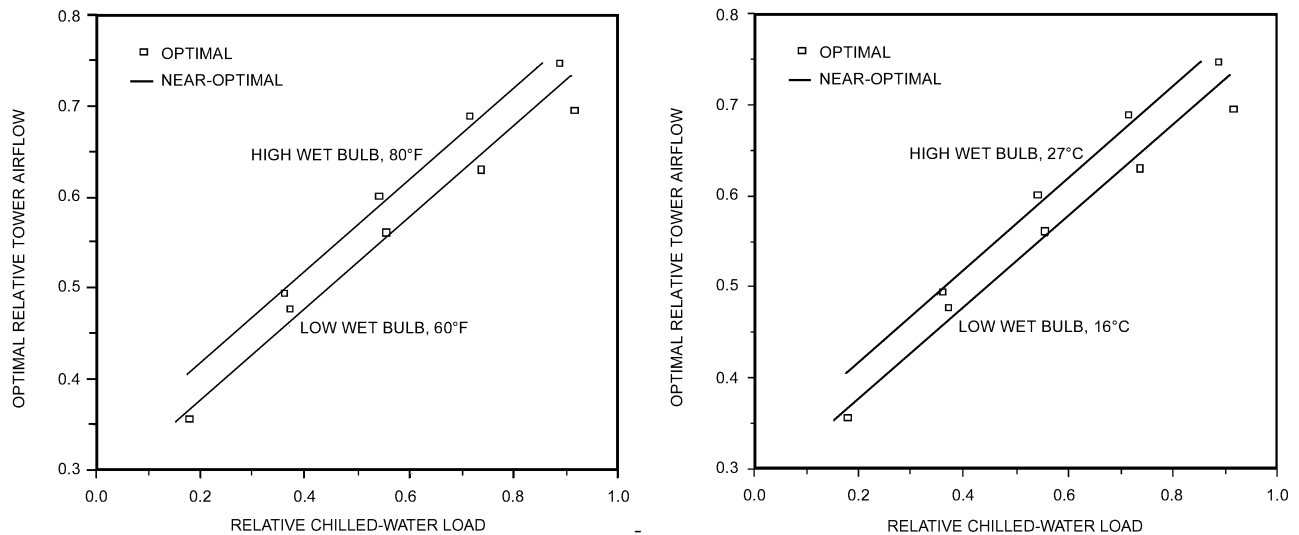 0.8
0.7
0.6
0.5
0.4
0.3
OPTIMAL RELATIVE TOWER AIRFLOW
OPTIMAL
NEAR-OPTIMAL
HIGH WET BULB, 80°F
LOW WET BULB, 60°F
0.0 0.2 0.4 0.6 0.8 1.0
RELATIVE CHILLED-WATER LOAD
0.8
0.7
0.6
0.5
0.4
0.3
OPTIMAL RELATIVE TOWER AIRFLOW
OPTIMAL
NEAR-OPTIMAL
HIGH WET BULB, 27°C
LOW WET BULB, 16°C
0.0 0.2 0.4 0.6 0.8 1.0
RELATIVE CHILLED-WATER LOAD